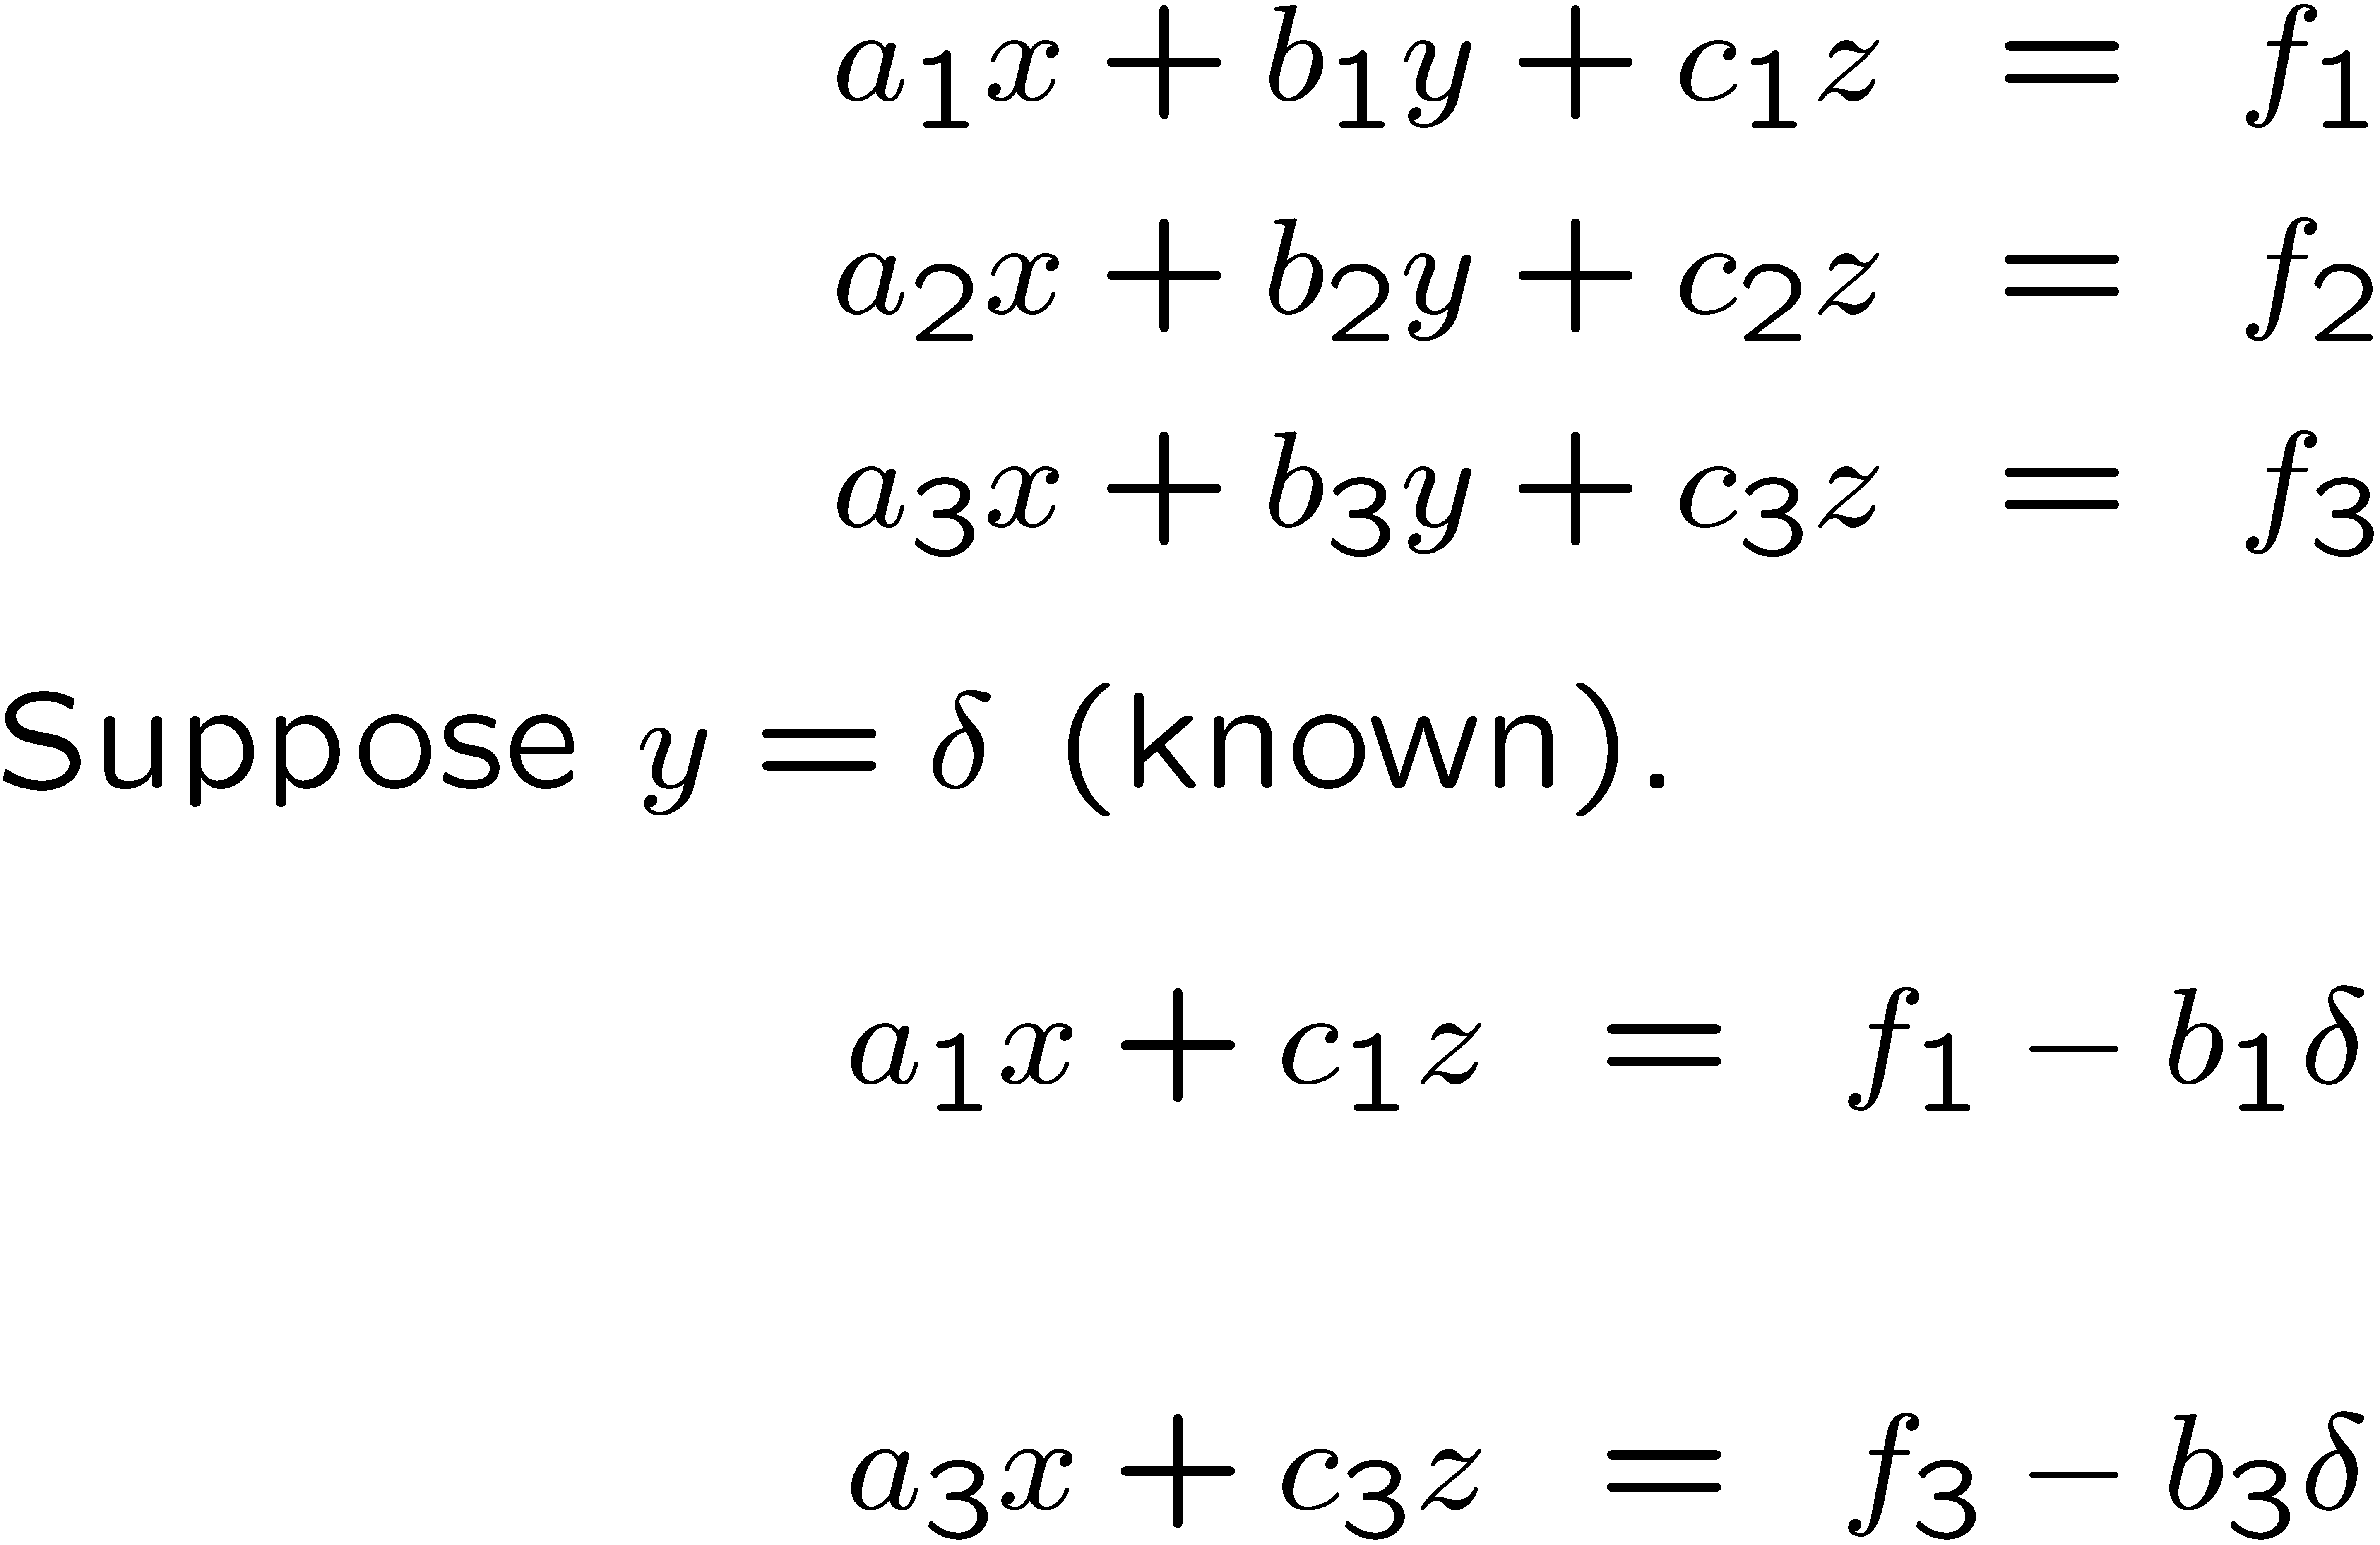 a₁x + b₁y + c₁z = f₁
a₂x + b₂y + c₂z = f₂
a₃x + b₃y + c₃z = f₃
Suppose y = δ (known).
a₁x + c₁z = f₁ − b₁δ
a₃x + c₃z = f₃ − b₃δ